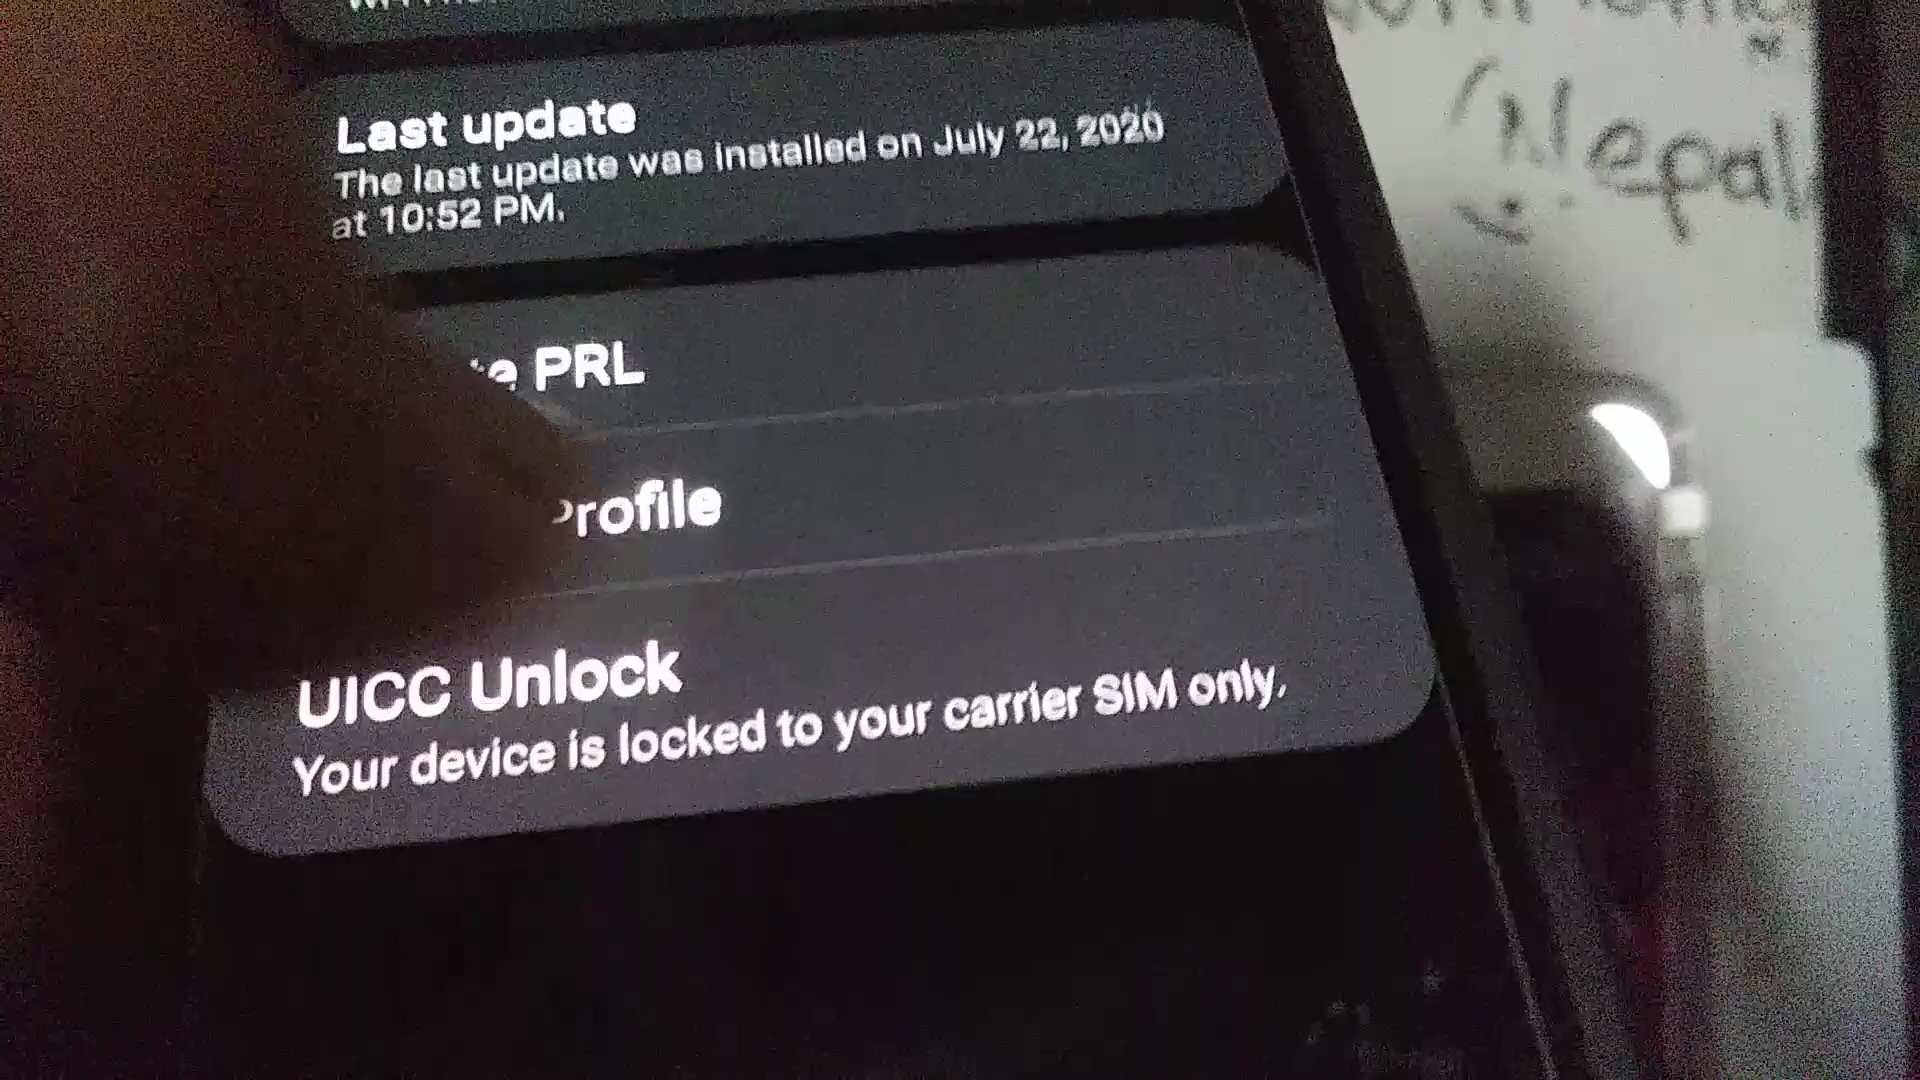 Last update
The last update was installed on July 22, 2020
at 10:52 PM.
PRL
UICC Unlock
Your device is locked to your carrier SIM only.
Nepal